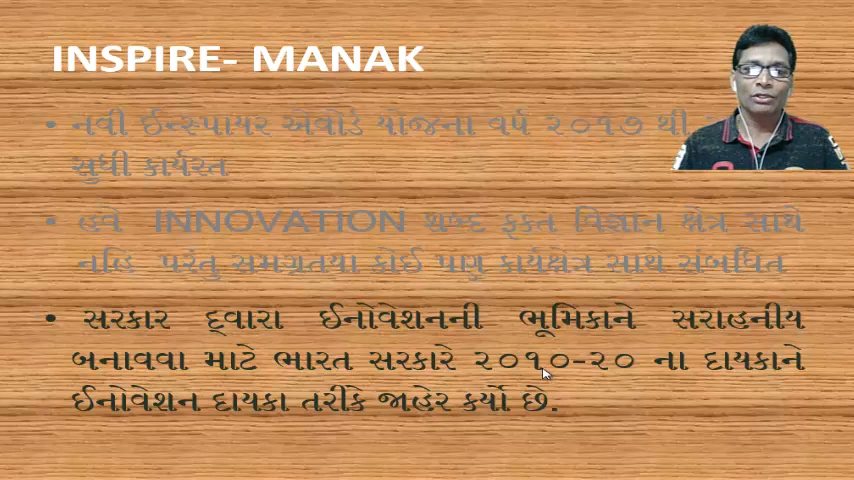 INSPIRE- MANAK
• નવી ઈન્સ્પાયર એવોર્ડ યોજના વર્ષ ૨૦૧૭ થી
સુધી કાર્યરત
• હવે INNOVATION શબ્દ ફક્ત વિજ્ઞાન ક્ષેત્ર સાથે
નહિ પરંતુ સમગ્રતયા કોઈ પણ કાર્યક્ષેત્ર સાથે સંબધિત
• સરકાર દ્વારા ઈનોવેશનની ભૂમિકાને સરાહનીય
બનાવવા માટે ભારત સરકારે ૨૦૧૦-૨૦ ના દાયકાને
ઈનોવેશન દાયકા તરીકે જાહેર કર્યો છે.